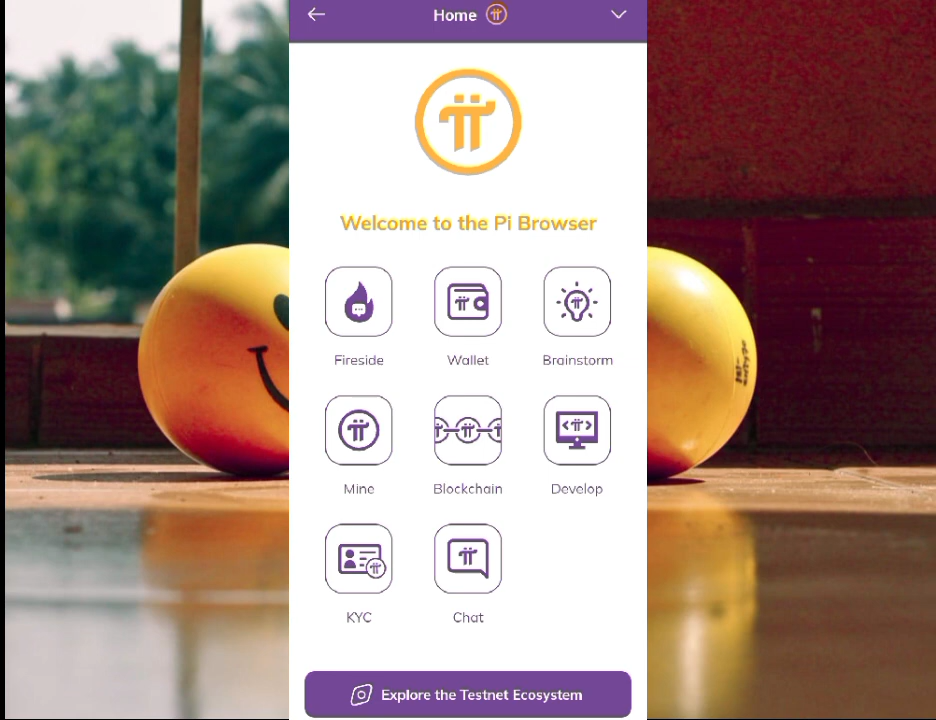 Home
Welcome to the Pi Browser
Fireside
Wallet
Brainstorm
Mine
Blockchain
Develop
KYC
Chat
Explore the Testnet Ecosystem